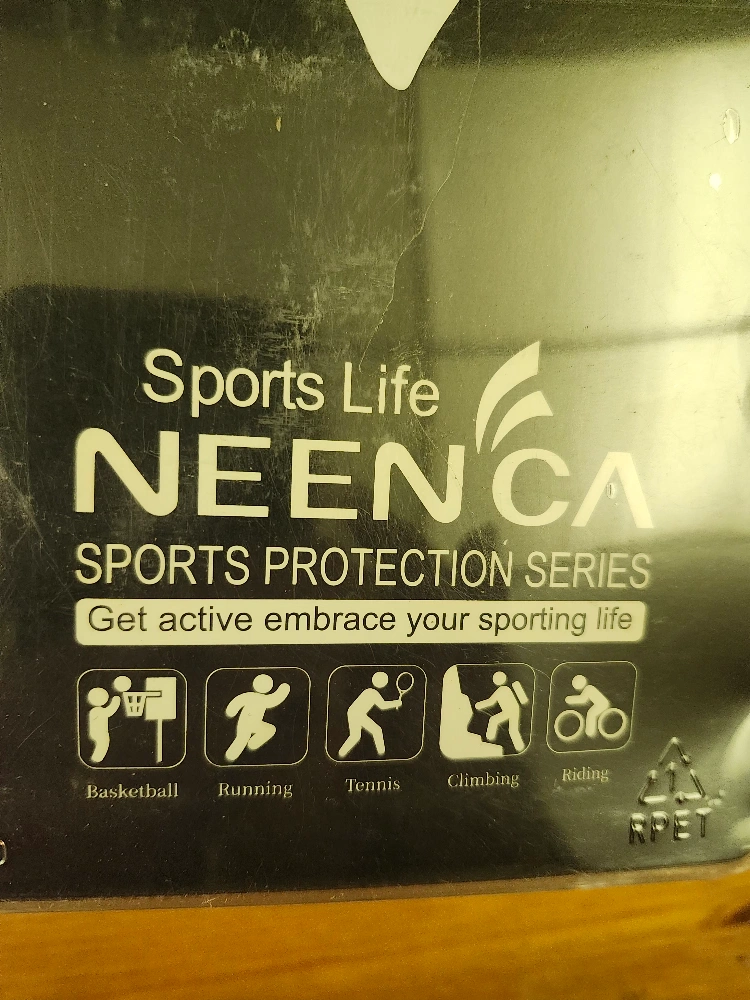 Sports Life
NEENCA
SPORTS PROTECTION SERIES
Get active embrace your sporting life
Basketball Running Tennis Climbing Riding
1
RPET